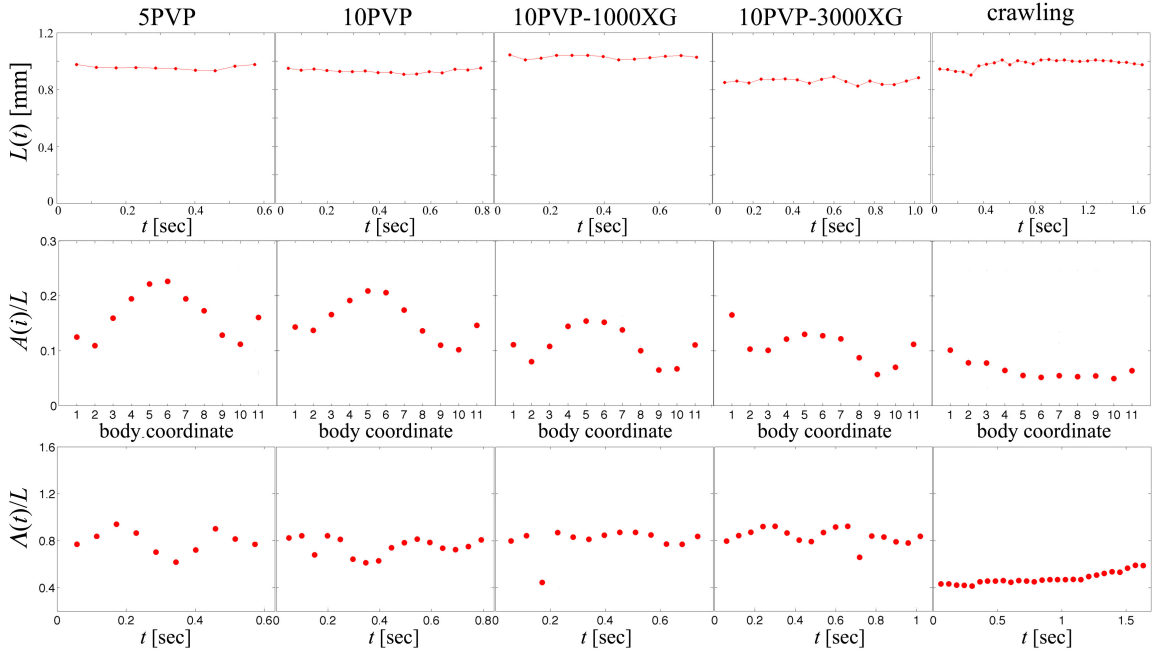 5PVP 10PVP 10PVP-1000XG 10PVP-3000XG crawling
L(t) [mm]
1.2
0.8
0.4
0
0 0.2 0.4 0.6 0 0.2 0.4 0.6 0.8 0 0.2 0.4 0.6 0 0.2 0.4 0.6 0.8 1.0 0 0.4 0.8 1.2 1.6
t [sec] t [sec] t [sec] t [sec] t [sec]
A(i)/L
0.3
0.2
0.1
0
1 2 3 4 5 6 7 8 9 10 11 1 2 3 4 5 6 7 8 9 10 11 1 2 3 4 5 6 7 8 9 10 11 1 2 3 4 5 6 7 8 9 10 11 1 2 3 4 5 6 7 8 9 10 11
body coordinate body coordinate body coordinate body coordinate body coordinate
Λ(t)/L
1.6
1.2
0.8
0.4
0 0.2 0.4 0.60 0.2 0.4 0.6 0.80 0.2 0.4 0.6 0 0.2 0.4 0.6 0.8 1 0 0.5 1 1.5
t [sec] t [sec] t [sec] t [sec] t [sec]